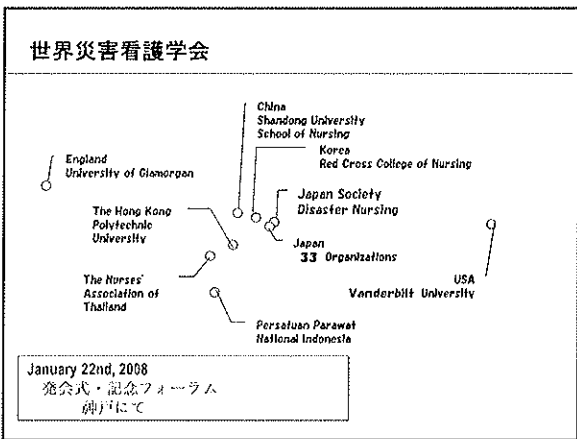 世界災害看護学会
China
Shandong University
School of Nursing
Korea
Red Cross College of Nursing
England
University of Glamorgan
Japan Society
Disaster Nursing
The Hong Kong
Polytechnic
University
Japan
33 Organizations
The Nurses'
Association of
Thailand
USA
Vanderbilt University
Persatuan Parawat
National Indonesia
January 22nd, 2008
発会式・記念フォーラム
神戸にて